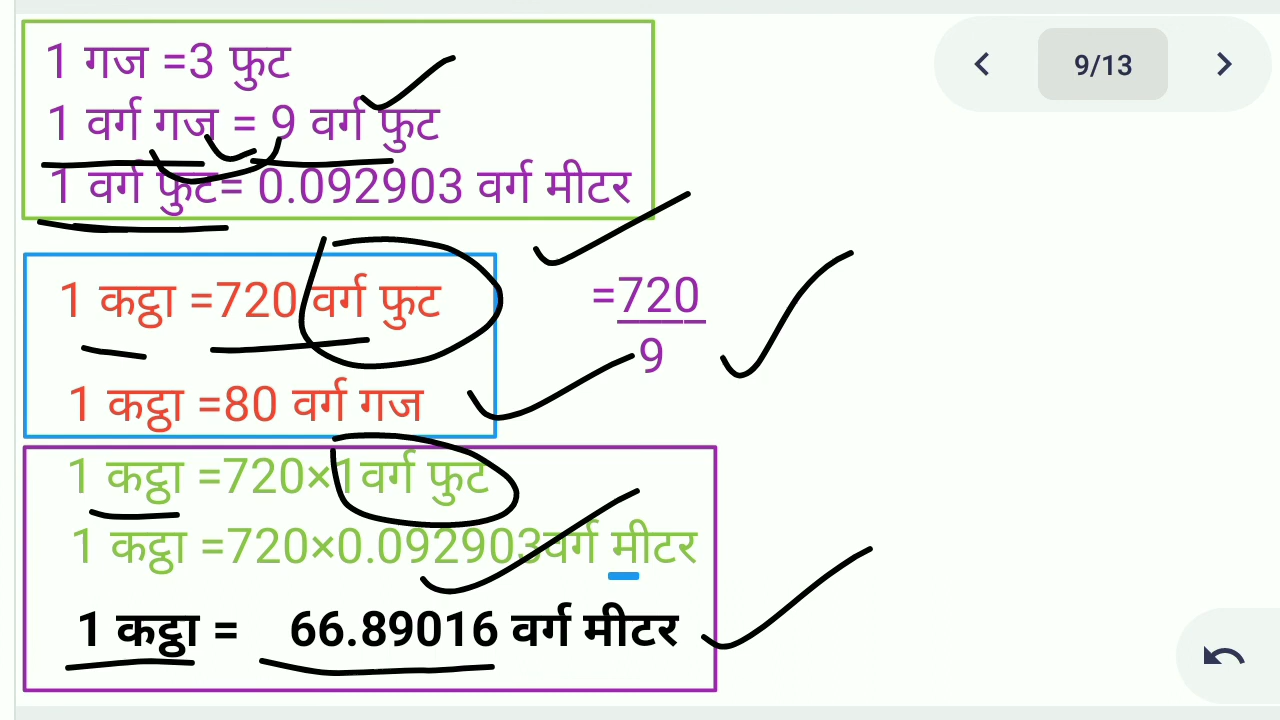 1 गज =3 फुट
1 वर्ग गज = 9 वर्ग फुट
1 वर्ग फुट= 0.092903 वर्ग मीटर
1 कट्ठा =720 वर्ग फुट
=720
9
1 कट्ठा =80 वर्ग गज
1 कट्ठा =720×1वर्ग फुट
1 कट्ठा =720×0.092903वर्ग मीटर
1 कट्ठा = 66.89016 वर्ग मीटर
9/13